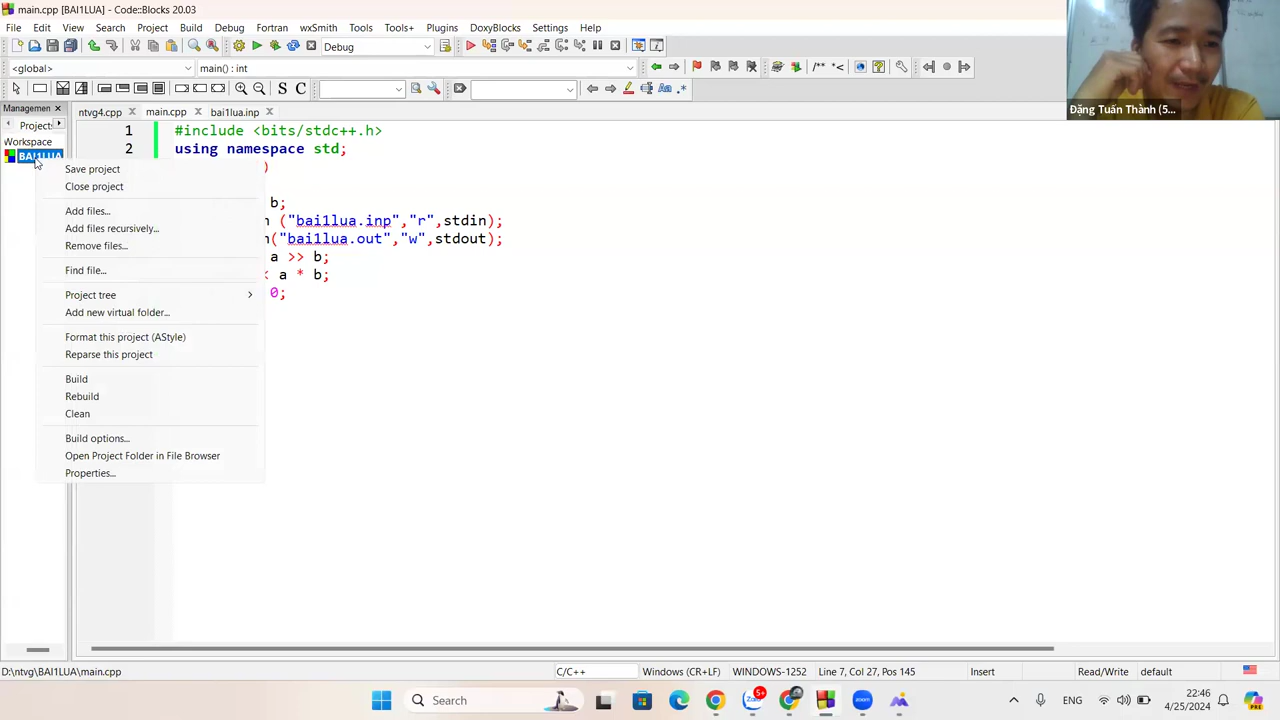 main.cpp [BAI1LUA] - Code::Blocks 20.03
File Edit View Search Project Build Debug Fortran wxSmith Tools Tools+ Plugins DoxyBlocks Settings Help
Debug
<global> main() : int
S C
Managemen
Projects
ntvg4.cpp main.cpp bai1lua.inp
Workspace
BAI1LUA
1 #include <bits/stdc++.h>
2 using namespace std;
)
b;
("bai1lua.inp","r",stdin);
("bai1lua.out","w",stdout);
a >> b;
a * b;
0;
Save project
Close project
Add files...
Add files recursively...
Remove files...
Find file...
Project tree
Add new virtual folder...
Format this project (AStyle)
Reparse this project
Build
Rebuild
Clean
Build options...
Open Project Folder in File Browser
Properties...
Đặng Tuấn Thành (5...
D:\ntvg\BAI1LUA\main.cpp C/C++ Windows (CR+LF) WINDOWS-1252 Line 7, Col 27, Pos 145 Insert Read/Write default
Search
5+
zoom
ENG
22:46
4/25/2024